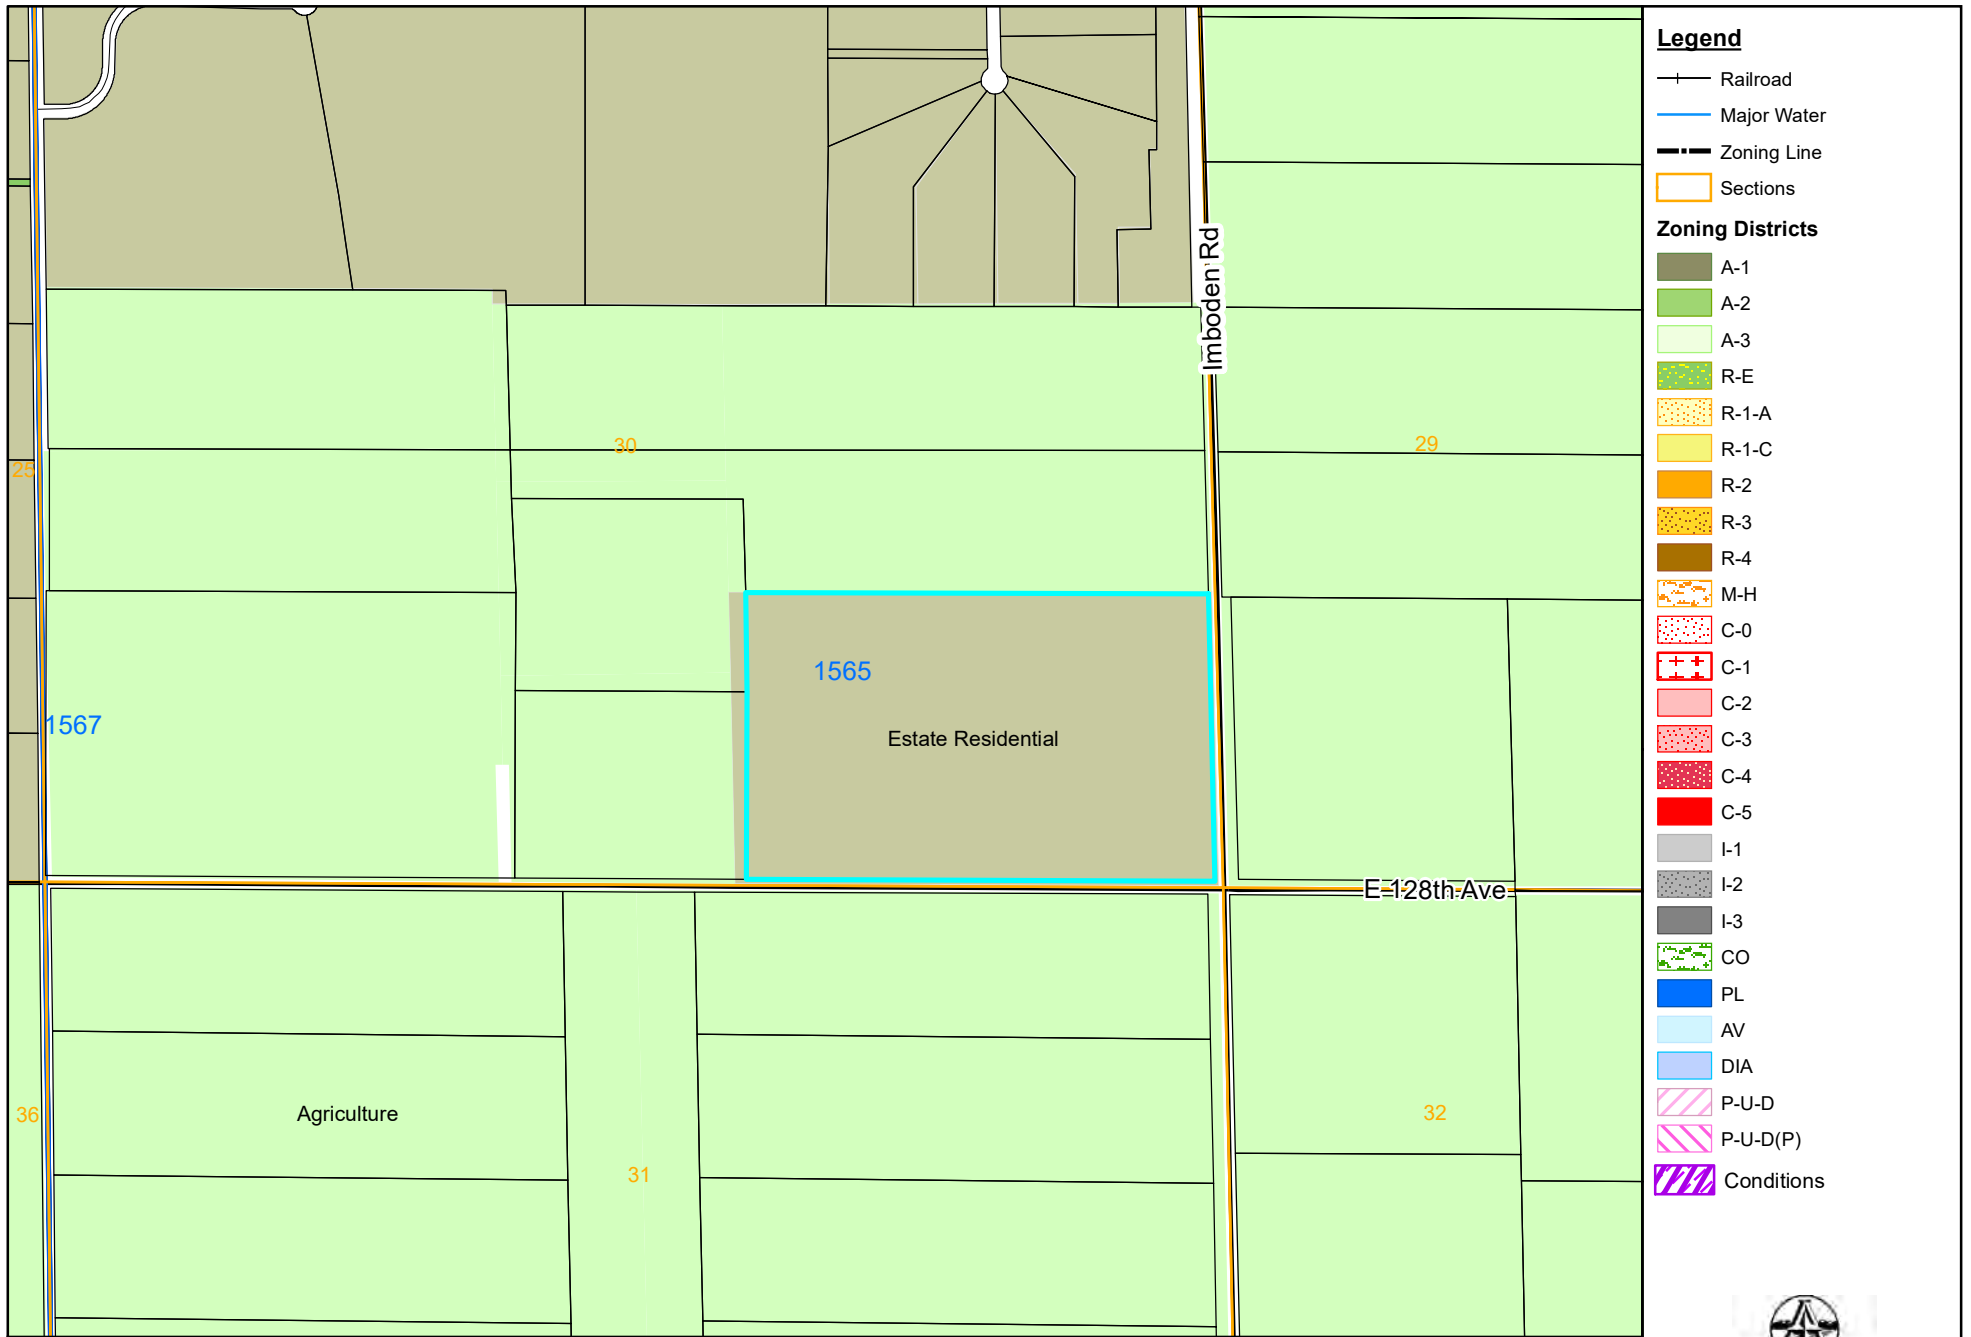 Imboden Rd
30
29
25
1565
1567
Estate Residential
E 128th Ave
Agriculture
36
32
31
Legend
Railroad
Major Water
Zoning Line
Sections
Zoning Districts
A-1
A-2
A-3
R-E
R-1-A
R-1-C
R-2
R-3
R-4
M-H
C-0
C-1
C-2
C-3
C-4
C-5
I-1
I-2
I-3
CO
PL
AV
DIA
P-U-D
P-U-D(P)
Conditions